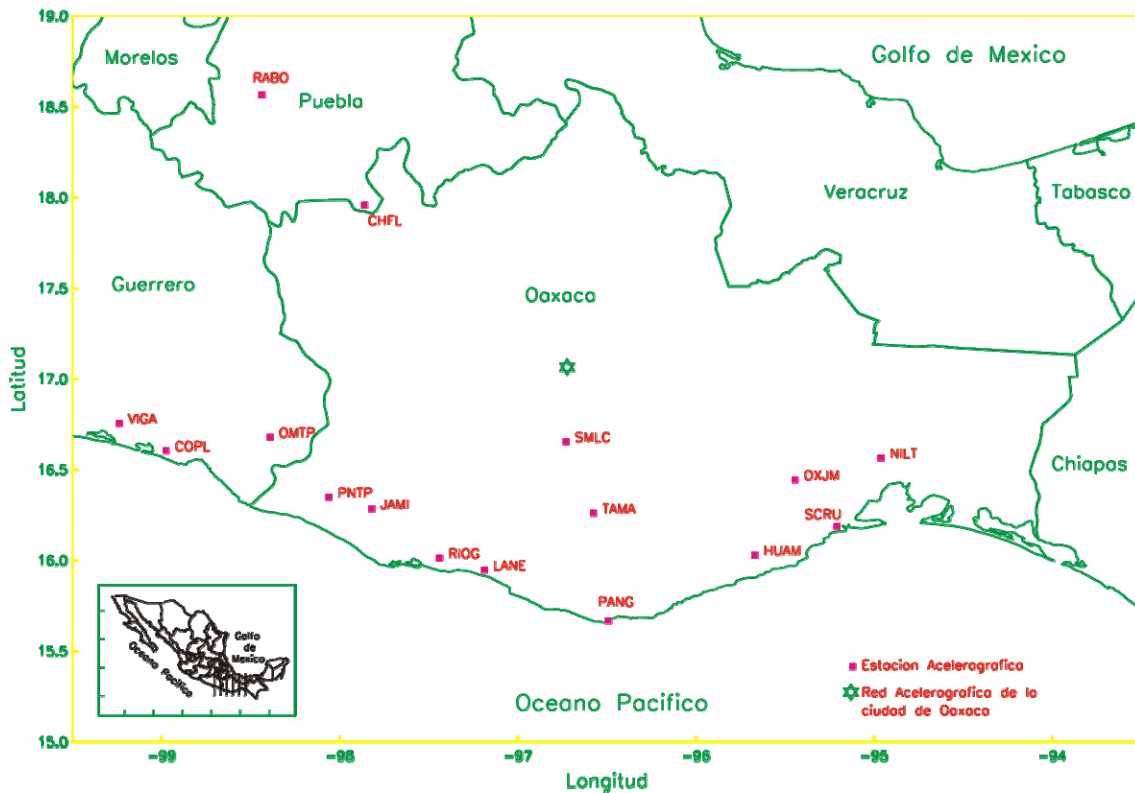 19.0
18.5
18.0
17.5
17.0
16.5
16.0
15.5
15.0
Latitud
Morelos
RABO
Puebla
Golfo de Mexico
Veracruz
Tabasco
CHFL
Guerrero
Oaxaca
VIGA
COPL
OMTP
SMLC
NILT
Chiapas
PNTP
JAMI
OXJM
TAMA
SCRU
RIOG
LANE
HUAM
PANG
Golfo
de
Mexico
Oceano Pacifico
Estacion Acelerografica
Red Acelerografica de la
ciudad de Oaxaca
Oceano Pacifico
-99
-98
-97
-96
-95
-94
Longitud